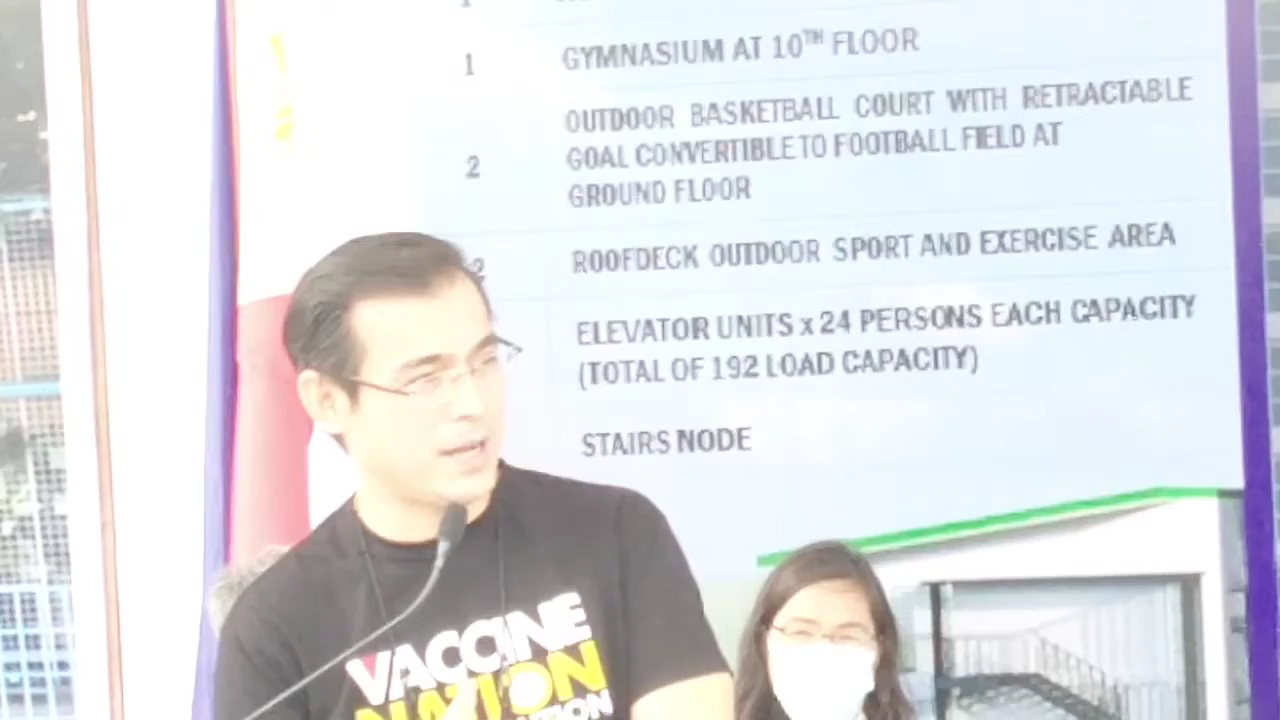 1 GYMNASIUM AT 10TH FLOOR
OUTDOOR BASKETBALL COURT WITH RETRACTABLE
2 GOAL CONVERTIBLE TO FOOTBALL FIELD AT
GROUND FLOOR
2 ROOFDECK OUTDOOR SPORT AND EXERCISE AREA
ELEVATOR UNITS x 24 PERSONS EACH CAPACITY
(TOTAL OF 192 LOAD CAPACITY)
STAIRS NODE
VACCINE
NATION